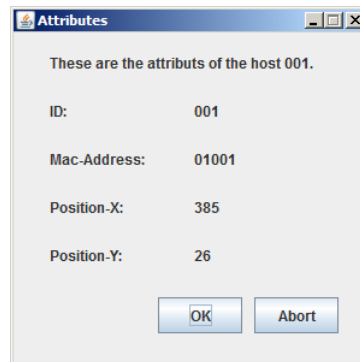 Attributes
These are the attributs of the host 001.
ID: 001
Mac-Address: 01001
Position-X: 385
Position-Y: 26
OK Abort